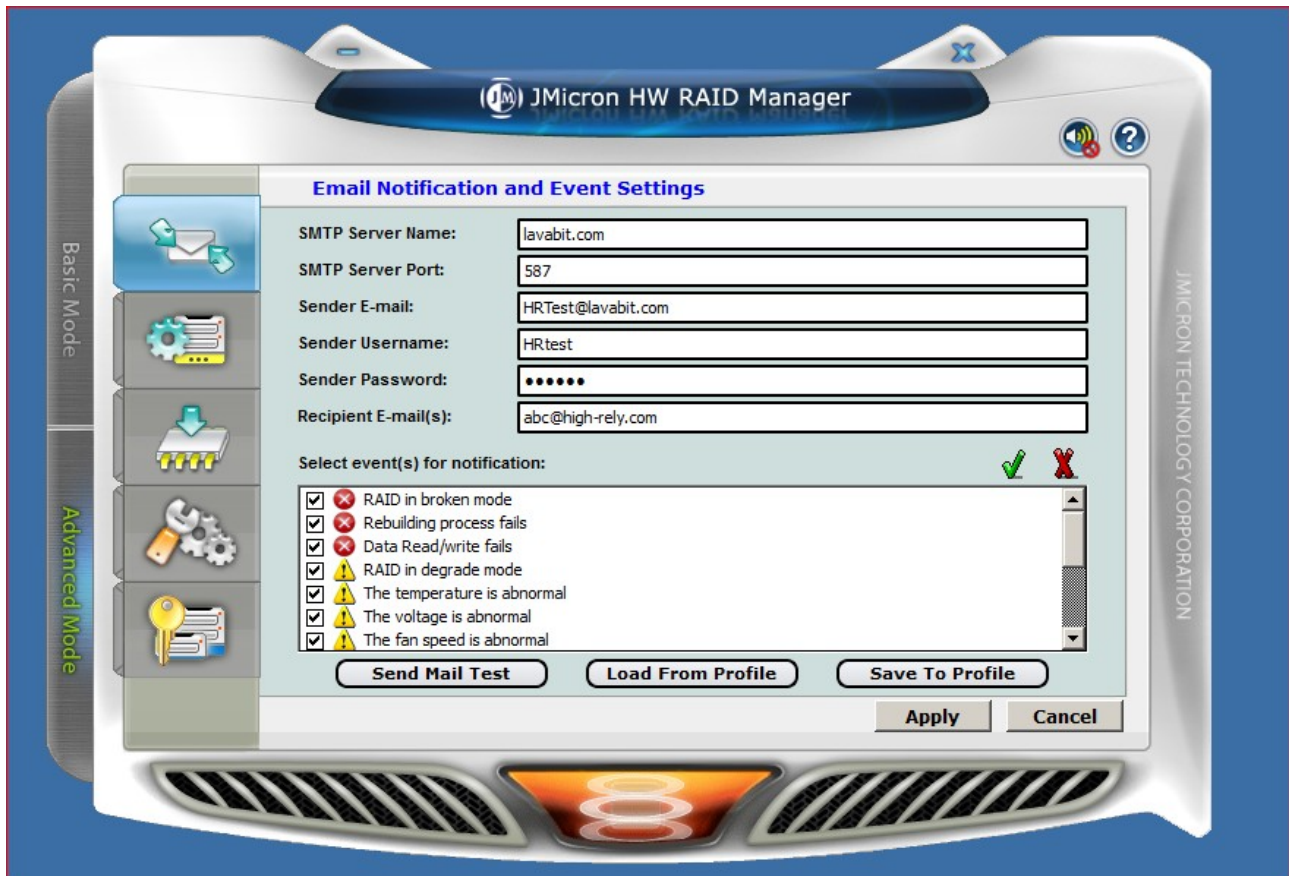 JMicron HW RAID Manager
Basic Mode
Advanced Mode
Email Notification and Event Settings
SMTP Server Name: lavabit.com
SMTP Server Port: 587
Sender E-mail: HRTest@lavabit.com
Sender Username: HRtest
Sender Password: ••••••
Recipient E-mail(s): abc@high-rely.com
Select event(s) for notification:
RAID in broken mode
Rebuilding process fails
Data Read/write fails
RAID in degrade mode
The temperature is abnormal
The voltage is abnormal
The fan speed is abnormal
Send Mail Test Load From Profile Save To Profile
Apply Cancel
JMICRON TECHNOLOGY CORPORATION